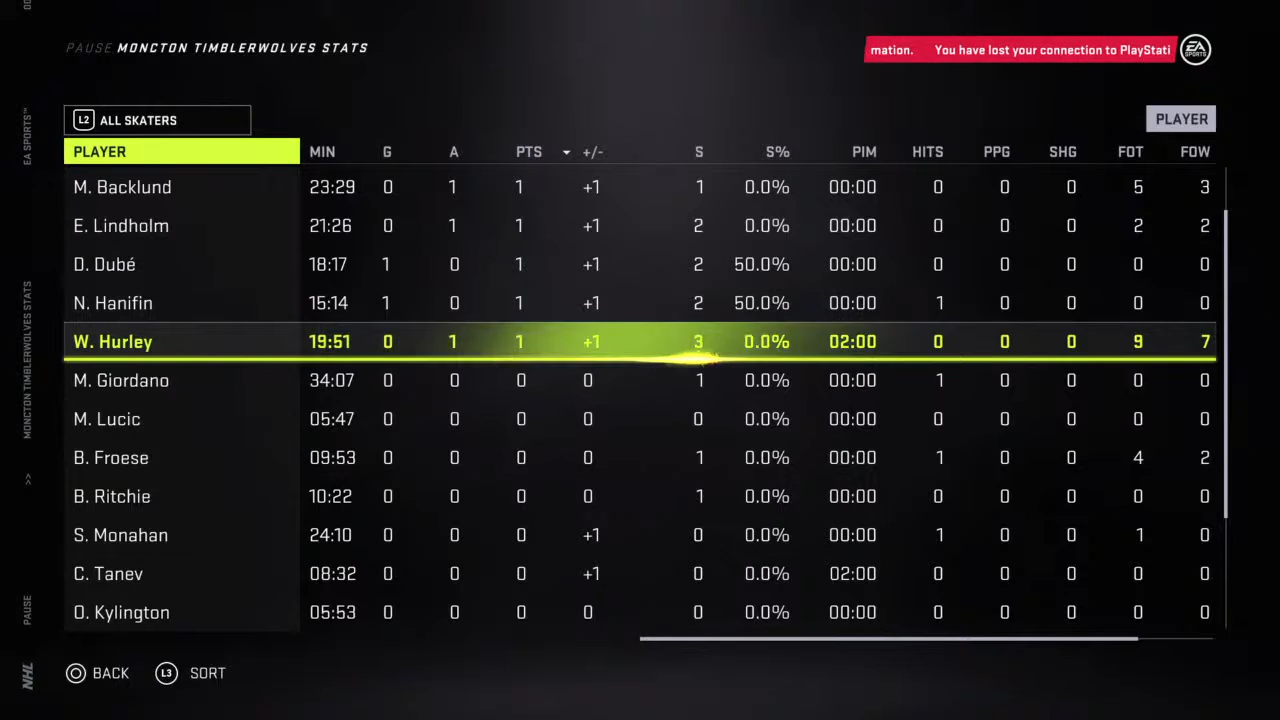 PAUSE MONCTON TIMBLERWOLVES STATS
mation. You have lost your connection to PlayStati
EA SPORTS
L2 ALL SKATERS
PLAYER
PLAYER MIN G A PTS +/- S S% PIM HITS PPG SHG FOT FOW
M. Backlund 23:29 0 1 1 +1 1 0.0% 00:00 0 0 0 5 3
E. Lindholm 21:26 0 1 1 +1 2 0.0% 00:00 0 0 0 2 2
D. Dubé 18:17 1 0 1 +1 2 50.0% 00:00 0 0 0 0 0
N. Hanifin 15:14 1 0 1 +1 2 50.0% 00:00 1 0 0 0 0
W. Hurley 19:51 0 1 1 +1 3 0.0% 02:00 0 0 0 9 7
M. Giordano 34:07 0 0 0 0 1 0.0% 00:00 1 0 0 0 0
M. Lucic 05:47 0 0 0 0 0 0.0% 00:00 0 0 0 0 0
B. Froese 09:53 0 0 0 0 1 0.0% 00:00 1 0 0 4 2
B. Ritchie 10:22 0 0 0 0 1 0.0% 00:00 0 0 0 0 0
S. Monahan 24:10 0 0 0 +1 0 0.0% 00:00 1 0 0 1 0
C. Tanev 08:32 0 0 0 +1 0 0.0% 02:00 0 0 0 0 0
O. Kylington 05:53 0 0 0 0 0 0.0% 00:00 0 0 0 0 0
BACK L3 SORT
NHL PAUSE >> MONCTON TIMBLERWOLVES STATS EA SPORTS™